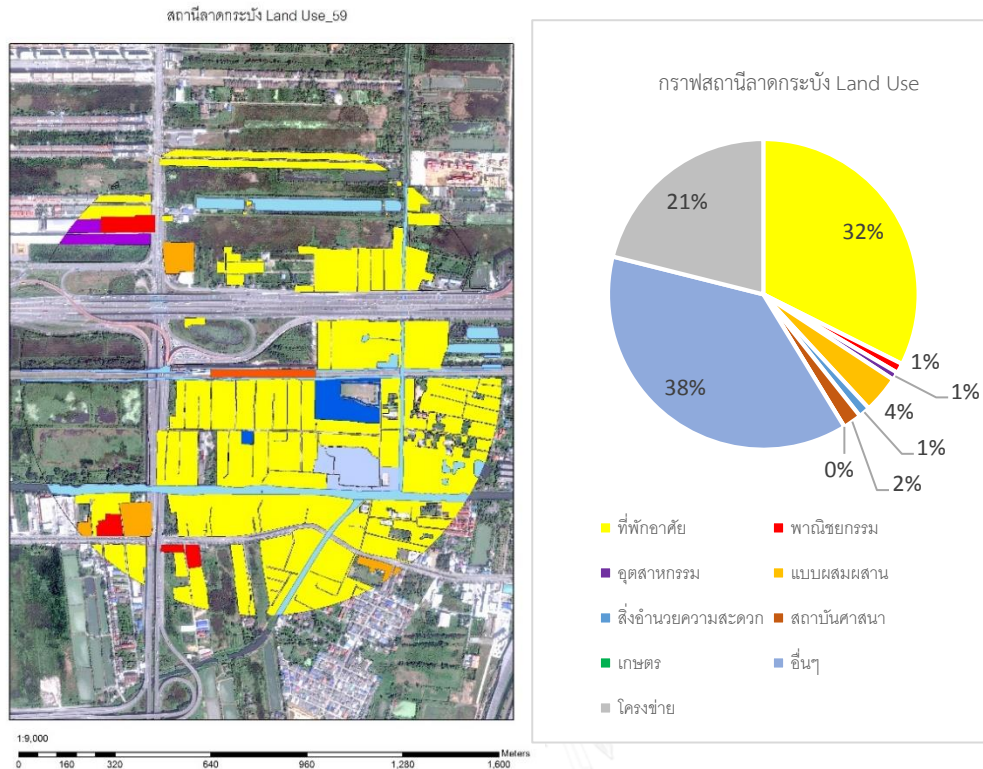 สถานีลาดกระบัง Land Use_59
1:9,000
Meters
0 160 320 640 960 1,280 1,600
กราฟสถานีลาดกระบัง Land Use
32%
1%
1%
4%
1%
2%
0%
38%
21%
ที่พักอาศัย พาณิชยกรรม
อุตสาหกรรม แบบผสมผสาน
สิ่งอำนวยความสะดวก สถาบันศาสนา
เกษตร อื่นๆ
โครงข่าย